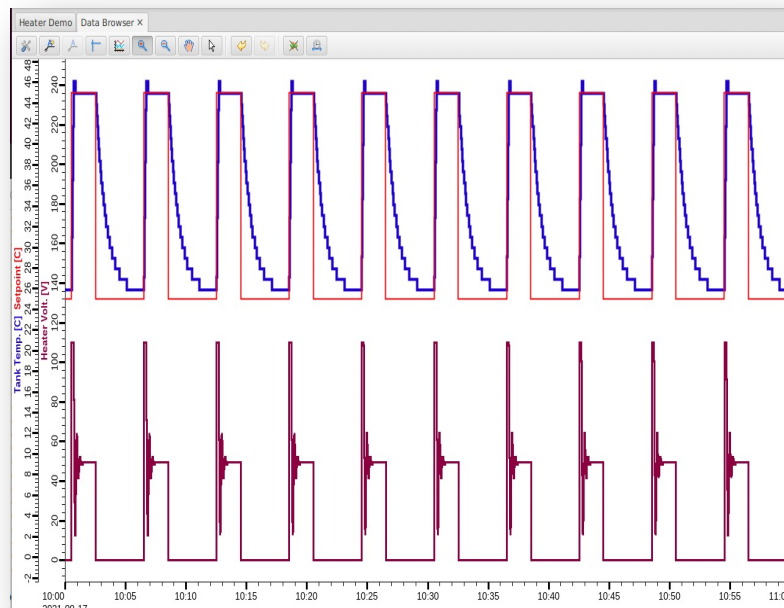 Heater Demo
Data Browser ×
Tank Temp. [C] Setpoint [C]
-2 0 2 4 6 8 10 12 14 16 18 20 22 24 26 28 30 32 34 36 38 40 42 44 46 48
Heater Volt. [V]
0 20 40 60 80 100 120 140 160 180 200 220 240
10:00 10:05 10:10 10:15 10:20 10:25 10:30 10:35 10:40 10:45 10:50 10:55
2021-08-17